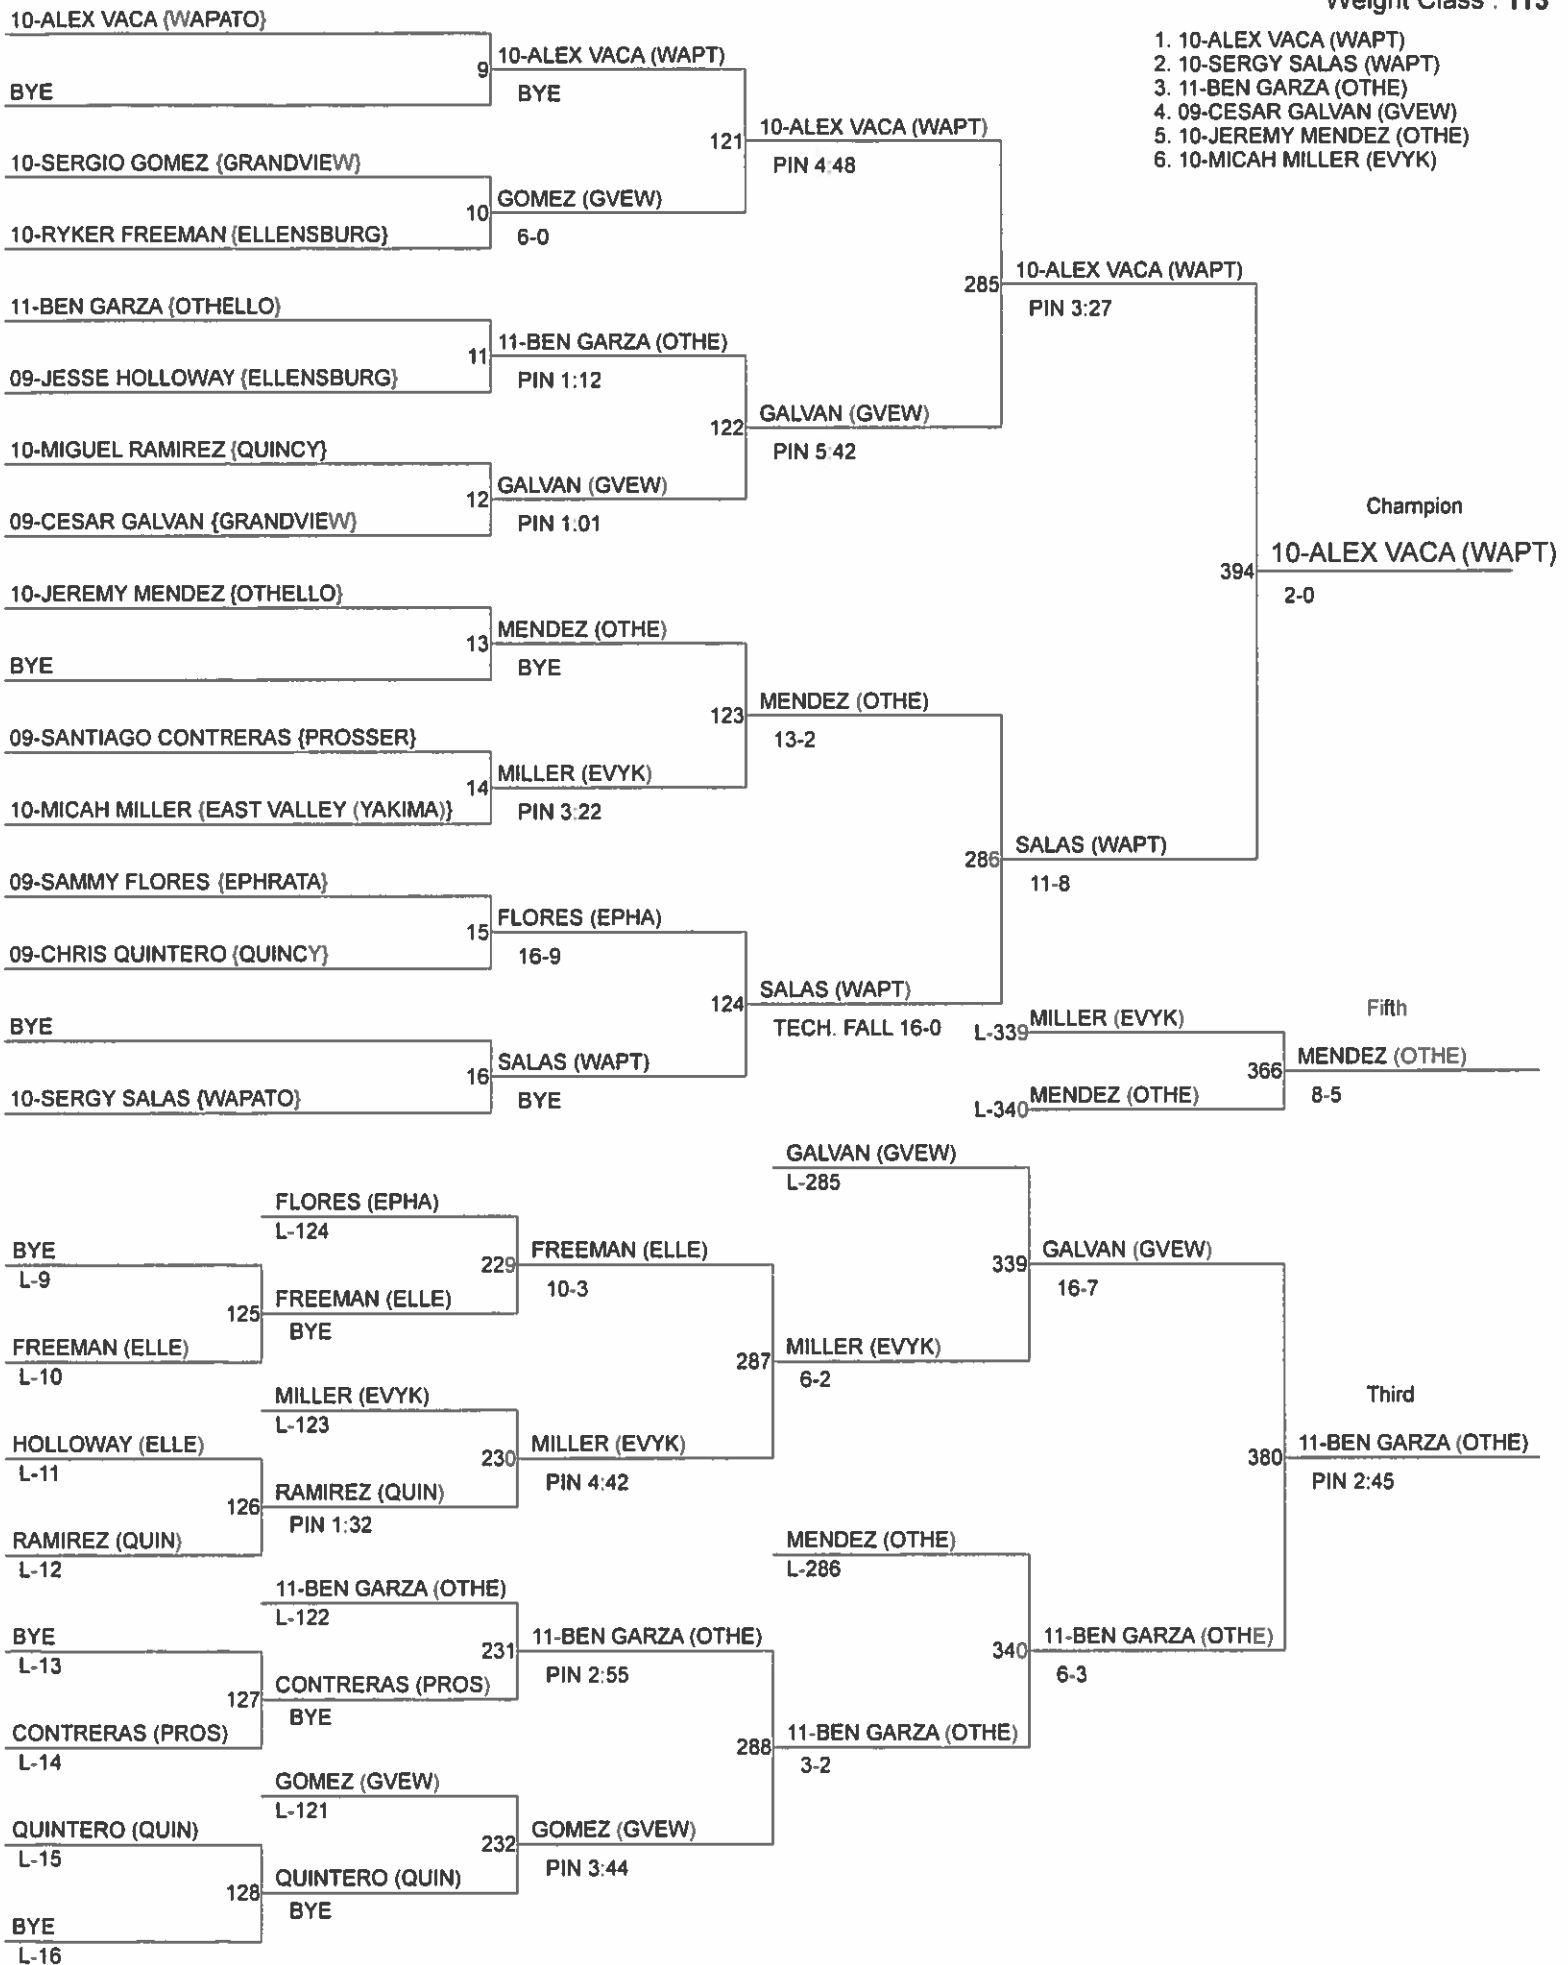 Weight Class : 113
1. 10-ALEX VACA (WAPT)
2. 10-SERGY SALAS (WAPT)
3. 11-BEN GARZA (OTHE)
4. 09-CESAR GALVAN (GVEW)
5. 10-JEREMY MENDEZ (OTHE)
6. 10-MICAH MILLER (EVYK)
10-ALEX VACA {WAPATO}
BYE
10-SERGIO GOMEZ {GRANDVIEW}
10-RYKER FREEMAN {ELLENSBURG}
11-BEN GARZA {OTHELLO}
09-JESSE HOLLOWAY {ELLENSBURG}
10-MIGUEL RAMIREZ {QUINCY}
09-CESAR GALVAN {GRANDVIEW}
10-JEREMY MENDEZ {OTHELLO}
BYE
09-SANTIAGO CONTRERAS {PROSSER}
10-MICAH MILLER {EAST VALLEY (YAKIMA)}
09-SAMMY FLORES {EPHRATA}
09-CHRIS QUINTERO {QUINCY}
BYE
10-SERGY SALAS {WAPATO}
9
10-ALEX VACA (WAPT)
BYE
10
GOMEZ (GVEW)
6-0
11
11-BEN GARZA (OTHE)
PIN 1:12
12
GALVAN (GVEW)
PIN 1:01
13
MENDEZ (OTHE)
BYE
14
MILLER (EVYK)
PIN 3:22
15
FLORES (EPHA)
16-9
16
SALAS (WAPT)
BYE
121
10-ALEX VACA (WAPT)
PIN 4:48
122
GALVAN (GVEW)
PIN 5:42
123
MENDEZ (OTHE)
13-2
124
SALAS (WAPT)
TECH. FALL 16-0
285
10-ALEX VACA (WAPT)
PIN 3:27
286
SALAS (WAPT)
11-8
Champion
394
10-ALEX VACA (WAPT)
2-0
Fifth
L-339
MILLER (EVYK)
L-340
MENDEZ (OTHE)
366
MENDEZ (OTHE)
8-5
BYE
L-9
FREEMAN (ELLE)
L-10
HOLLOWAY (ELLE)
L-11
RAMIREZ (QUIN)
L-12
BYE
L-13
CONTRERAS (PROS)
L-14
QUINTERO (QUIN)
L-15
BYE
L-16
FLORES (EPHA)
L-124
125
FREEMAN (ELLE)
BYE
MILLER (EVYK)
L-123
126
RAMIREZ (QUIN)
PIN 1:32
11-BEN GARZA (OTHE)
L-122
127
CONTRERAS (PROS)
BYE
GOMEZ (GVEW)
L-121
128
QUINTERO (QUIN)
BYE
229
FREEMAN (ELLE)
10-3
230
MILLER (EVYK)
PIN 4:42
231
11-BEN GARZA (OTHE)
PIN 2:55
232
GOMEZ (GVEW)
PIN 3:44
GALVAN (GVEW)
L-285
287
MILLER (EVYK)
6-2
MENDEZ (OTHE)
L-286
288
11-BEN GARZA (OTHE)
3-2
339
GALVAN (GVEW)
16-7
340
11-BEN GARZA (OTHE)
6-3
Third
380
11-BEN GARZA (OTHE)
PIN 2:45